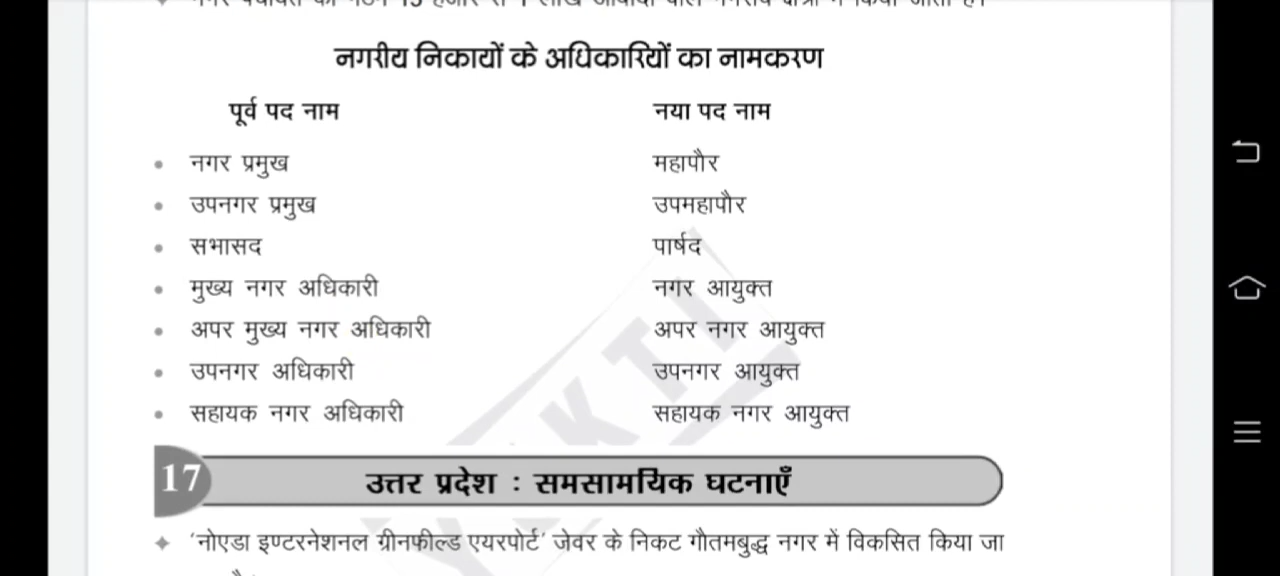 नगरीय निकायों के अधिकारियों का नामकरण
पूर्व पद नाम नया पद नाम
• नगर प्रमुख महापौर
• उपनगर प्रमुख उपमहापौर
• सभासद पार्षद
• मुख्य नगर अधिकारी नगर आयुक्त
• अपर मुख्य नगर अधिकारी अपर नगर आयुक्त
• उपनगर अधिकारी उपनगर आयुक्त
• सहायक नगर अधिकारी सहायक नगर आयुक्त
17 उत्तर प्रदेश : समसामयिक घटनाएँ
✦ ‘नोएडा इण्टरनेशनल ग्रीनफील्ड एयरपोर्ट’ जेवर के निकट गौतमबुद्ध नगर में विकसित किया जा